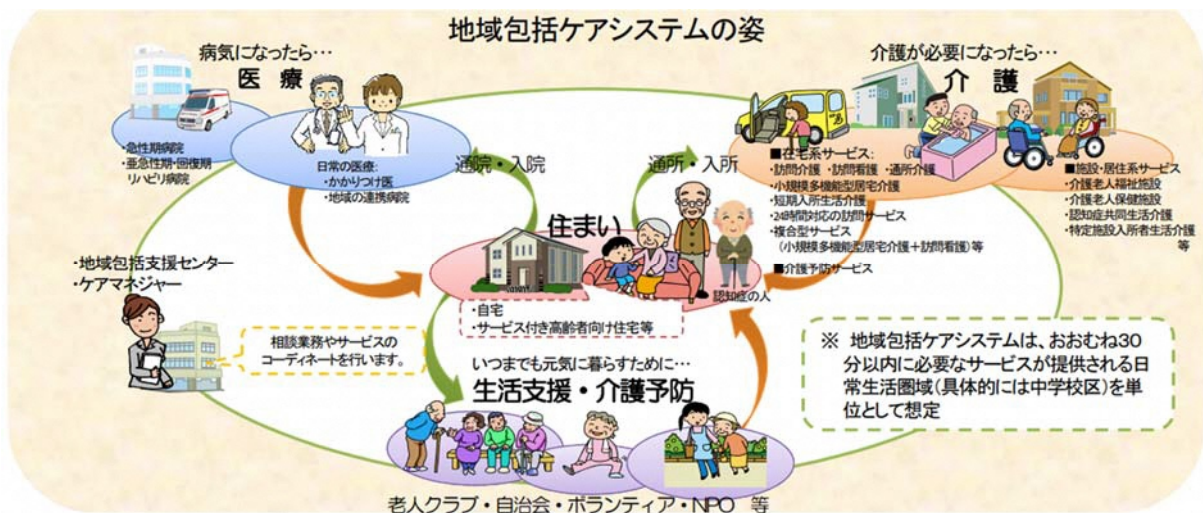 地域包括ケアシステムの姿
病気になったら…
医療
・急性期病院
・亜急性期・回復期
リハビリ病院
日常の医療：
・かかりつけ医
・地域の連携病院
通院・入院
通所・入所
介護が必要になったら…
介護
■在宅系サービス：
・訪問介護・訪問看護・通所介護
・小規模多機能型居宅介護
・短期入所生活介護
・24時間対応の訪問サービス
・複合型サービス
（小規模多機能型居宅介護＋訪問看護）等
■介護予防サービス
■施設・居住系サービス
・介護老人福祉施設
・介護老人保健施設
・認知症共同生活介護
・特定施設入所者生活介護
等
住まい
認知症の人
・自宅
・サービス付き高齢者向け住宅等
・地域包括支援センター
・ケアマネジャー
相談業務やサービスの
コーディネートを行います。
いつまでも元気に暮らすために…
生活支援・介護予防
老人クラブ・自治会・ボランティア・NPO 等
※ 地域包括ケアシステムは、おおむね30
分以内に必要なサービスが提供される日
常生活圏域（具体的には中学校区）を単
位として想定